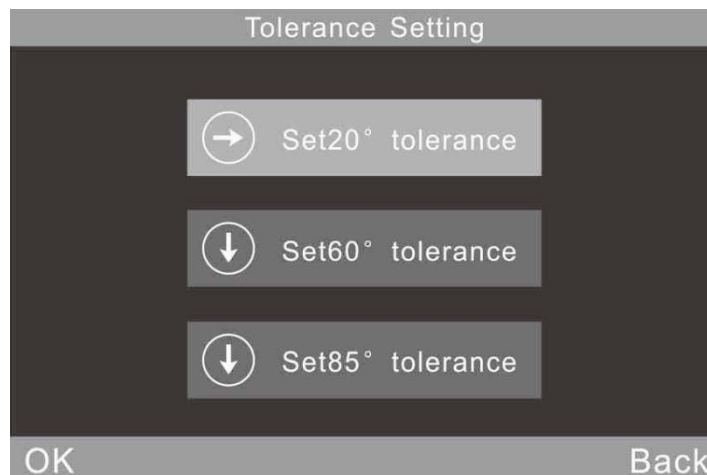 Tolerance Setting
Set20° tolerance
Set60° tolerance
Set85° tolerance
OK Back